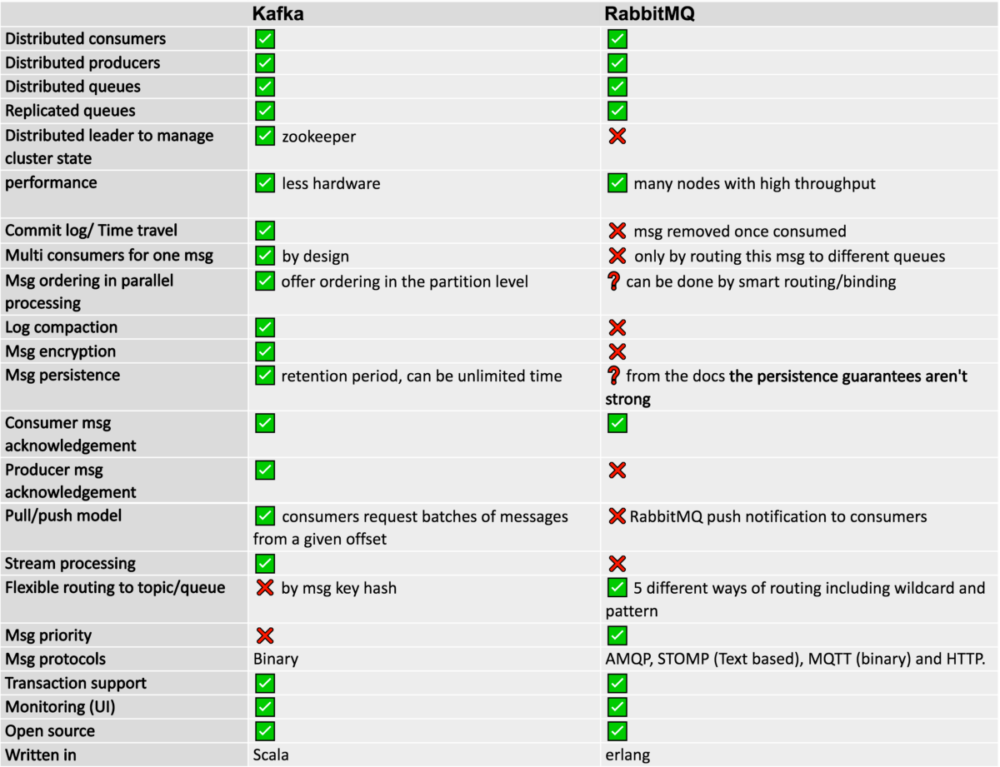 Kafka RabbitMQ
Distributed consumers ✅ ✅
Distributed producers ✅ ✅
Distributed queues ✅ ✅
Replicated queues ✅ ✅
Distributed leader to manage ✅ zookeeper ❌
cluster state
performance ✅ less hardware ✅ many nodes with high throughput
Commit log/ Time travel ✅ ❌ msg removed once consumed
Multi consumers for one msg ✅ by design ❌ only by routing this msg to different queues
Msg ordering in parallel ✅ offer ordering in the partition level ❓ can be done by smart routing/binding
processing
Log compaction ✅ ❌
Msg encryption ✅ ❌
Msg persistence ✅ retention period, can be unlimited time ❓ from the docs the persistence guarantees aren't
strong
Consumer msg ✅ ✅
acknowledgement
Producer msg ✅ ❌
acknowledgement
Pull/push model ✅ consumers request batches of messages ❌ RabbitMQ push notification to consumers
from a given offset
Stream processing ✅ ❌
Flexible routing to topic/queue ❌ by msg key hash ✅ 5 different ways of routing including wildcard and
pattern
Msg priority ❌ ✅
Msg protocols Binary AMQP, STOMP (Text based), MQTT (binary) and HTTP.
Transaction support ✅ ✅
Monitoring (UI) ✅ ✅
Open source ✅ ✅
Written in Scala erlang